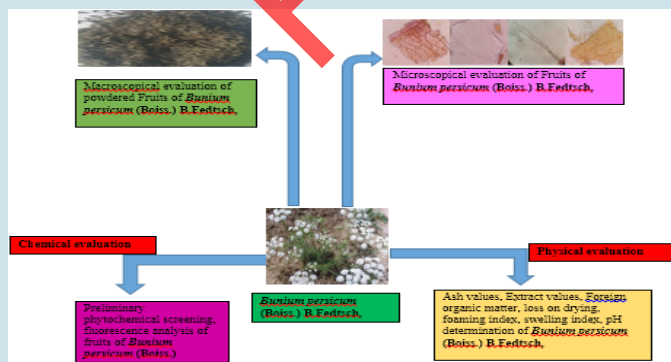 Macroscopical evaluation of
powdered Fruits of Bunium
persicum (Boiss.) B.Fedtsch,
Microscopical evaluation of Fruits of
Bunium persicum (Boiss.) B.Fedtsch,
Chemical evaluation
Physical evaluation
Preliminary
phytochemical screening,
fluorescence analysis of
fruits of Bunium
persicum (Boiss.)
Bunium persicum
(Boiss.) B.Fedtsch,
Ash values, Extract values, Foreign
organic matter, loss on drying,
foaming index, swelling index, pH
determination of Bunium persicum
(Boiss.) B.Fedtsch,